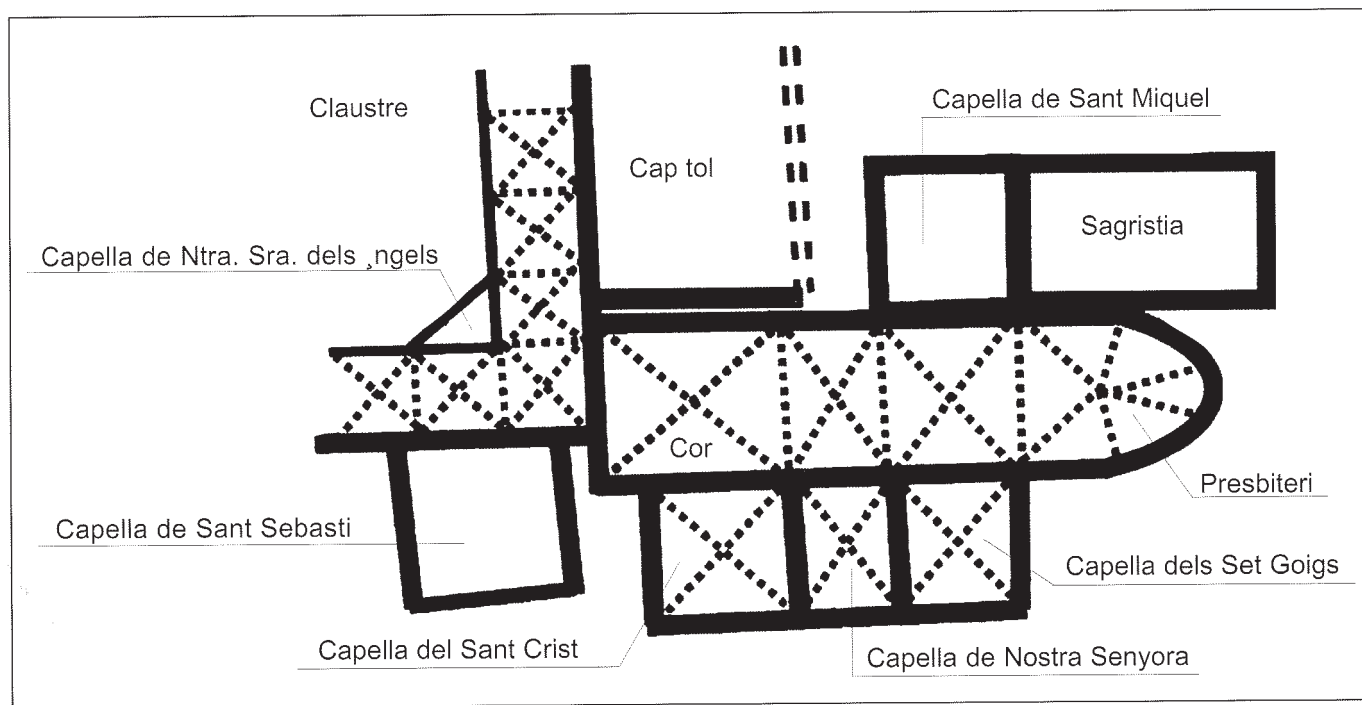 Claustre
Capella de Sant Miquel
Cap tol
Sagristia
Capella de Ntra. Sra. dels ¸ngels
Cor
Presbiteri
Capella de Sant Sebasti
Capella dels Set Goigs
Capella del Sant Crist
Capella de Nostra Senyora